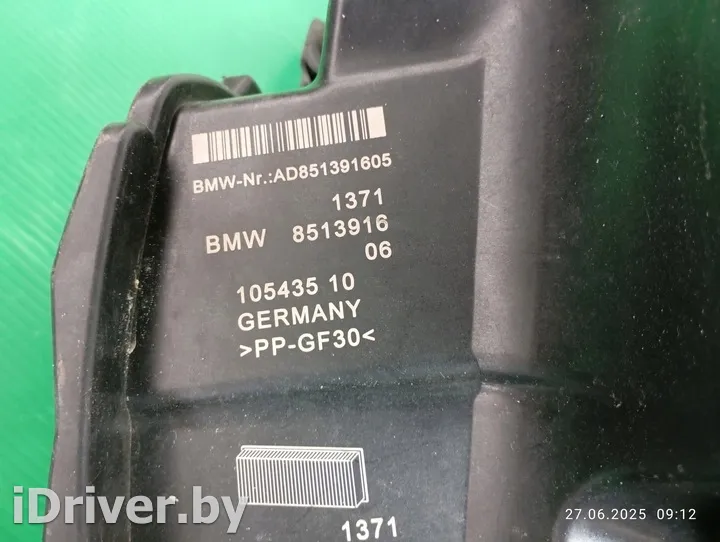 BMW-Nr.:AD851391605
1371
BMW 8513916
06
105435 10
GERMANY
>PP-GF30<
1371
iDriver.by
27.06.2025 09:12